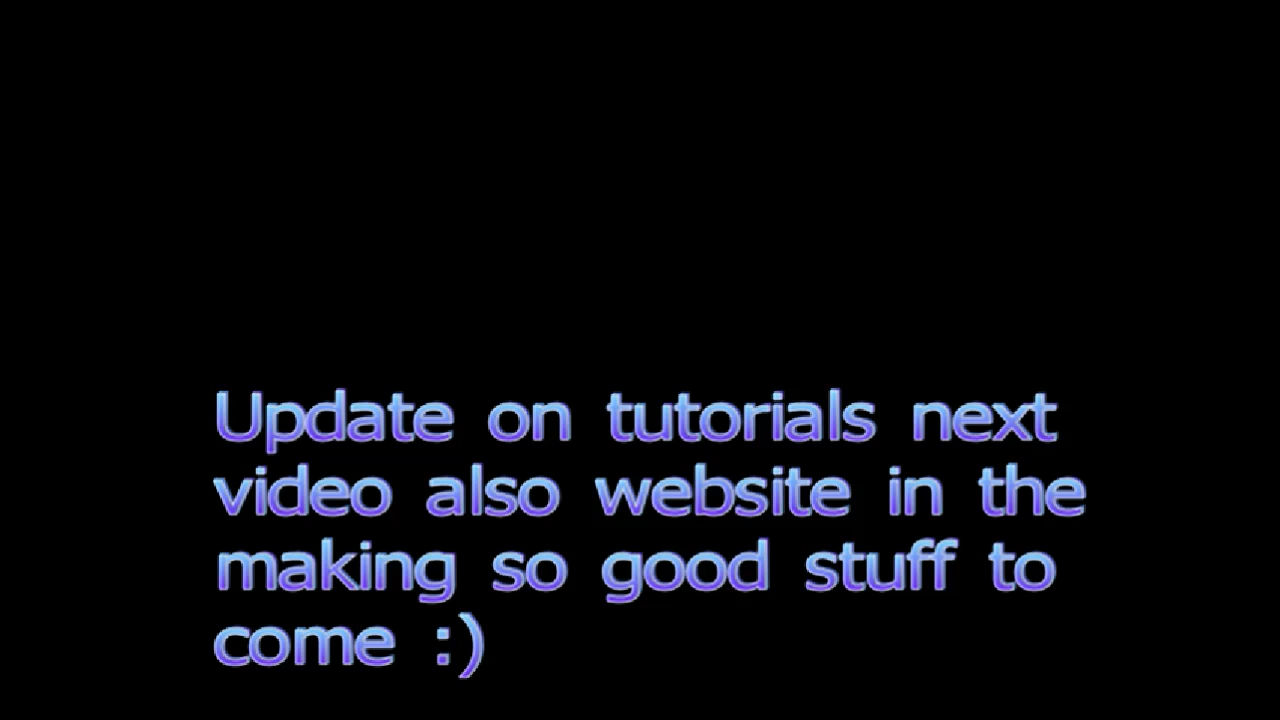 Update on tutorials next
video also website in the
making so good stuff to
come :)